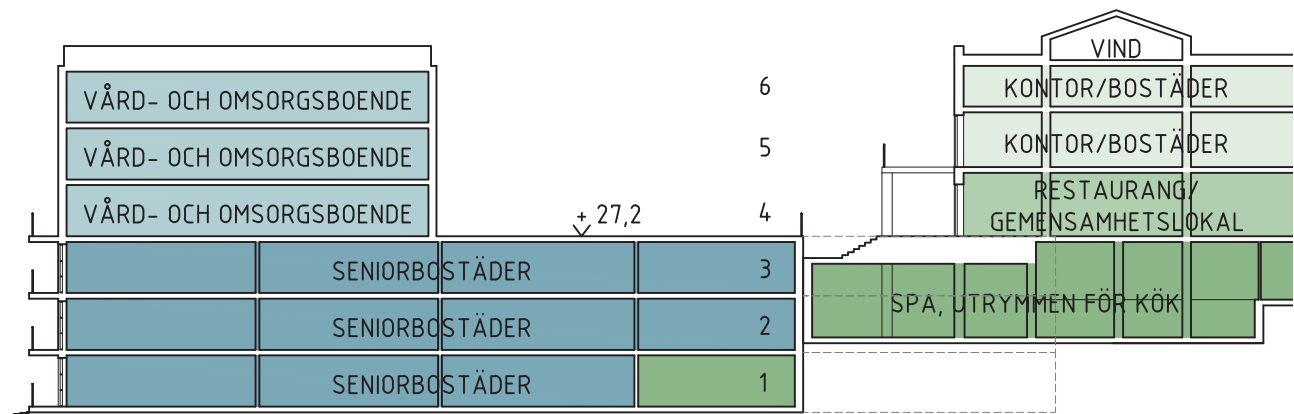 VIND
VÅRD- OCH OMSORGSBOENDE
6
KONTOR/BOSTÄDER
VÅRD- OCH OMSORGSBOENDE
5
KONTOR/BOSTÄDER
VÅRD- OCH OMSORGSBOENDE
+ 27,2
4
RESTAURANG/
GEMENSAMHETSLOKAL
SENIORBOSTÄDER
3
SPA, UTRYMMEN FÖR KÖK
SENIORBOSTÄDER
2
SENIORBOSTÄDER
1